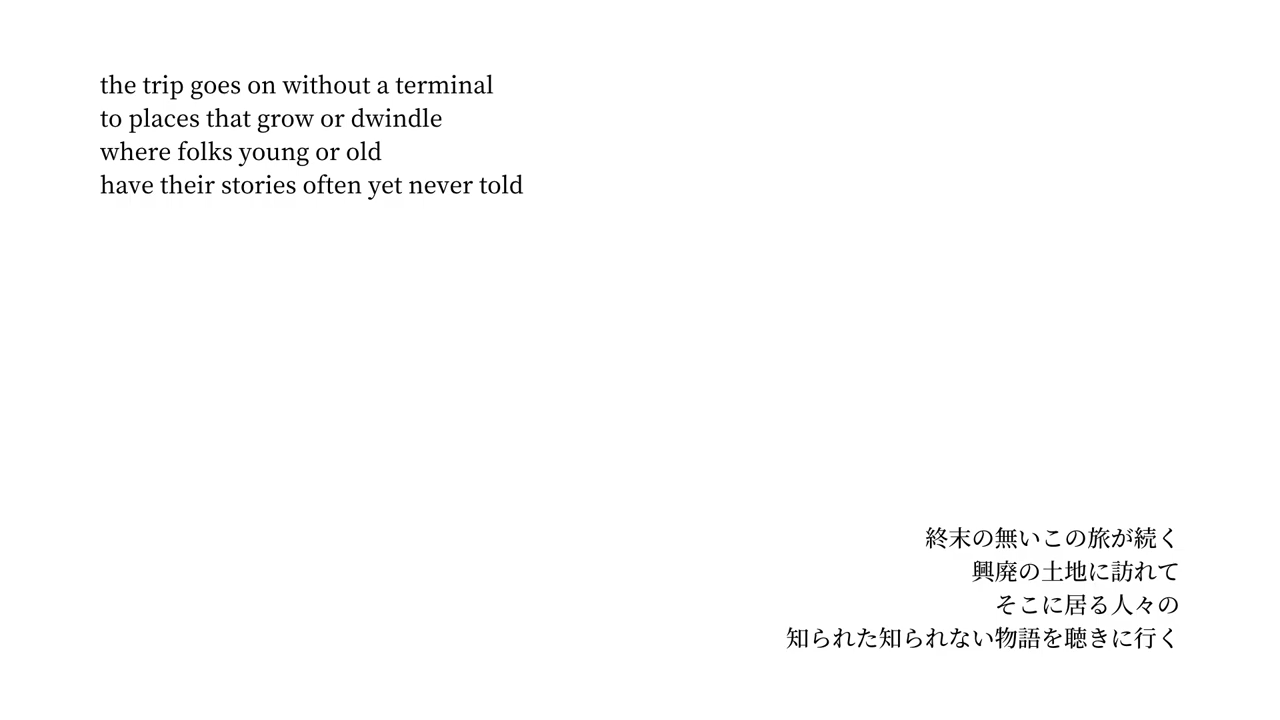 the trip goes on without a terminal
to places that grow or dwindle
where folks young or old
have their stories often yet never told
終末の無いこの旅が続く
興廃の土地に訪れて
そこに居る人々の
知られた知られない物語を聴きに行く